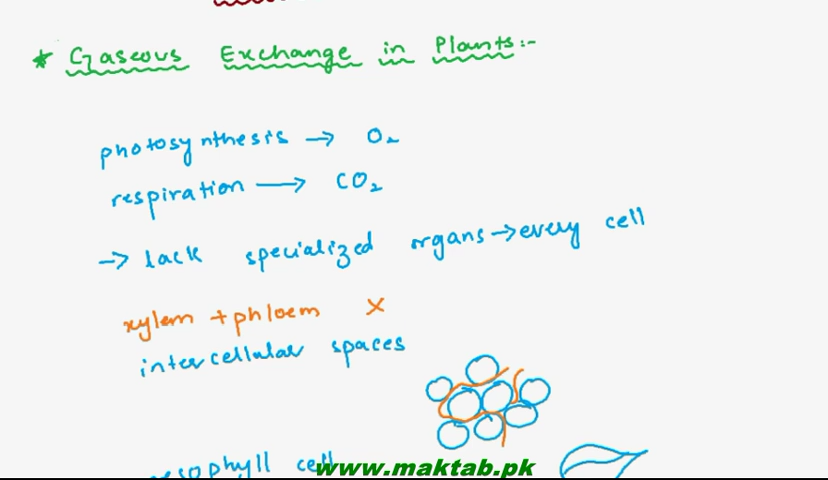 * Gaseous Exchange in Plants:-
photosynthesis → O₂
respiration → CO₂
→ lack specialized organs → every cell
xylem + phloem X
intercellular spaces
cell
www.maktab.pk